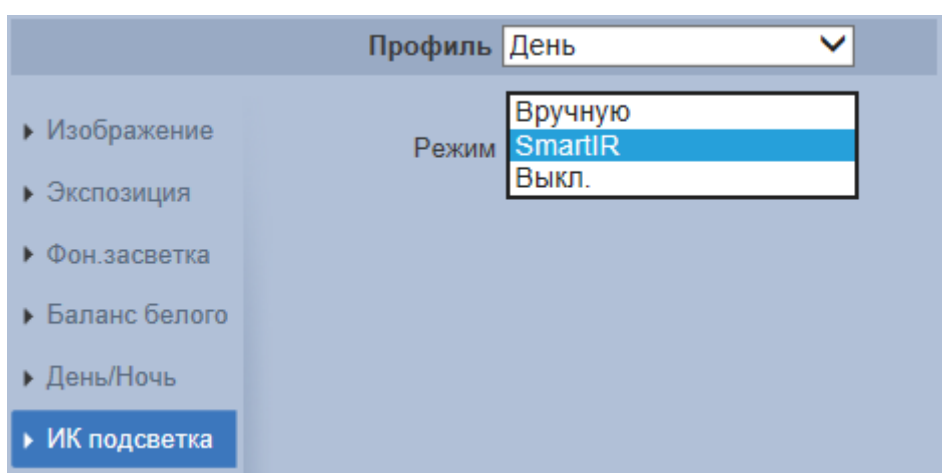 Профиль День
Изображение
Экспозиция
Фон.засветка
Баланс белого
День/Ночь
ИК подсветка
Режим
Вручную
SmartIR
Выкл.